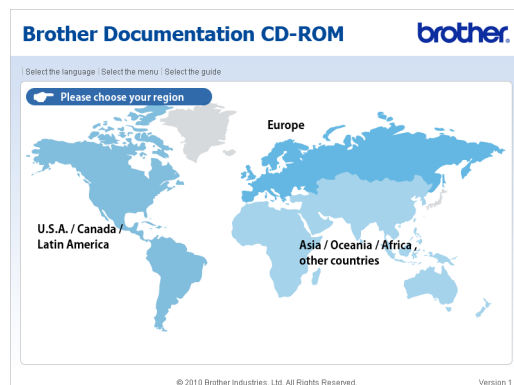 Brother Documentation CD-ROM
brother.
Select the language | Select the menu | Select the guide
Please choose your region
Europe
U.S.A. / Canada /
Latin America
Asia / Oceania / Africa ,
other countries
© 2010 Brother Industries, Ltd. All Rights Reserved.
Version 1